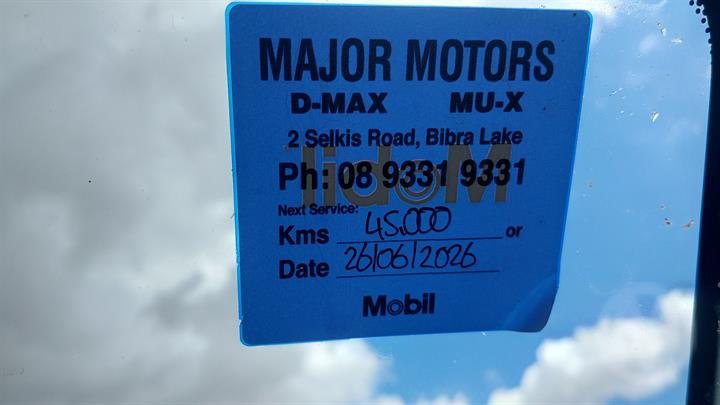 MAJOR MOTORS
D-MAX MU-X
2 Selkis Road, Bibra Lake
Mobil
Ph: 08 9331 9331
Next Service:
Kms 45.000 or
Date 26/06/2026
Mobil